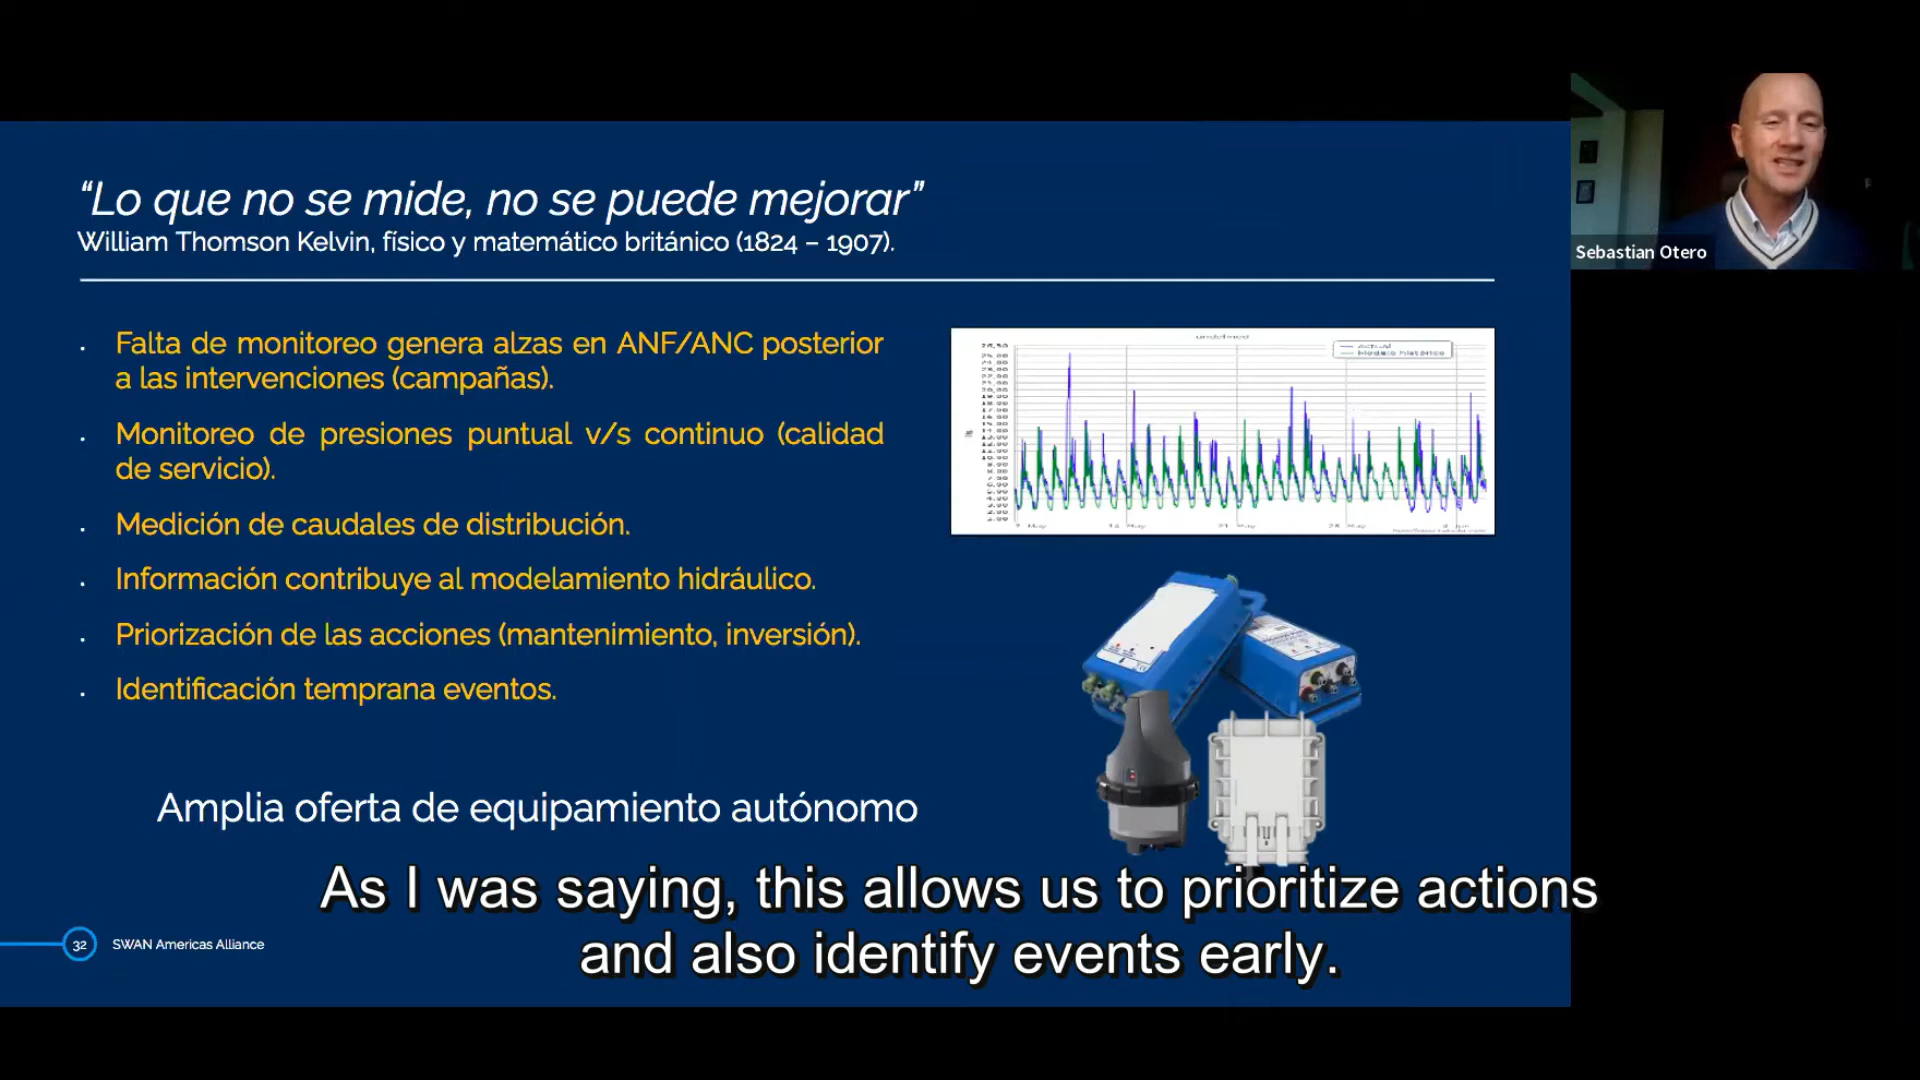 “Lo que no se mide, no se puede mejorar”
William Thomson Kelvin, físico y matemático británico (1824 – 1907).
Sebastian Otero
• Falta de monitoreo genera alzas en ANF/ANC posterior
a las intervenciones (campañas).
• Monitoreo de presiones puntual v/s continuo (calidad
de servicio).
• Medición de caudales de distribución.
• Información contribuye al modelamiento hidráulico.
• Priorización de las acciones (mantenimiento, inversión).
• Identificación temprana eventos.
undefined
Actual
Modelo histórico
Amplia oferta de equipamiento autónomo
As I was saying, this allows us to prioritize actions
and also identify events early.
32 SWAN Americas Alliance